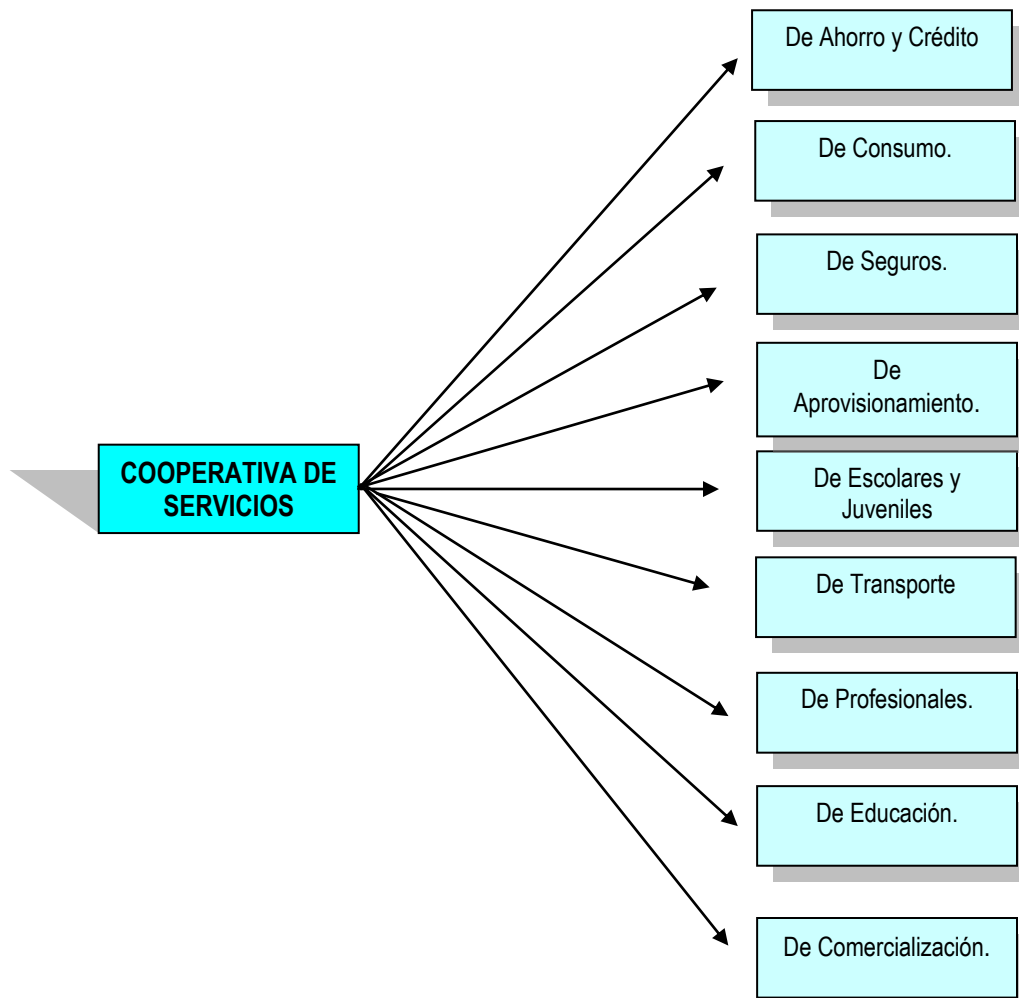 De Ahorro y Crédito
De Consumo.
De Seguros.
De
Aprovisionamiento.
COOPERATIVA DE
SERVICIOS
De Escolares y
Juveniles
De Transporte
De Profesionales.
De Educación.
De Comercialización.